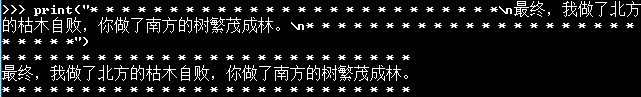 >>> print("* * * * * * * * * * * * * * * * * * * * * * * * * *\n最终，我做了北方
的枯木自败，你做了南方的树繁茂成林。\n* * * * * * * * * * * * * * * * * * * * *
* * * * *")
* * * * * * * * * * * * * * * * * * * * * * * * * *
最终，我做了北方的枯木自败，你做了南方的树繁茂成林。
* * * * * * * * * * * * * * * * * * * * * * * * * *